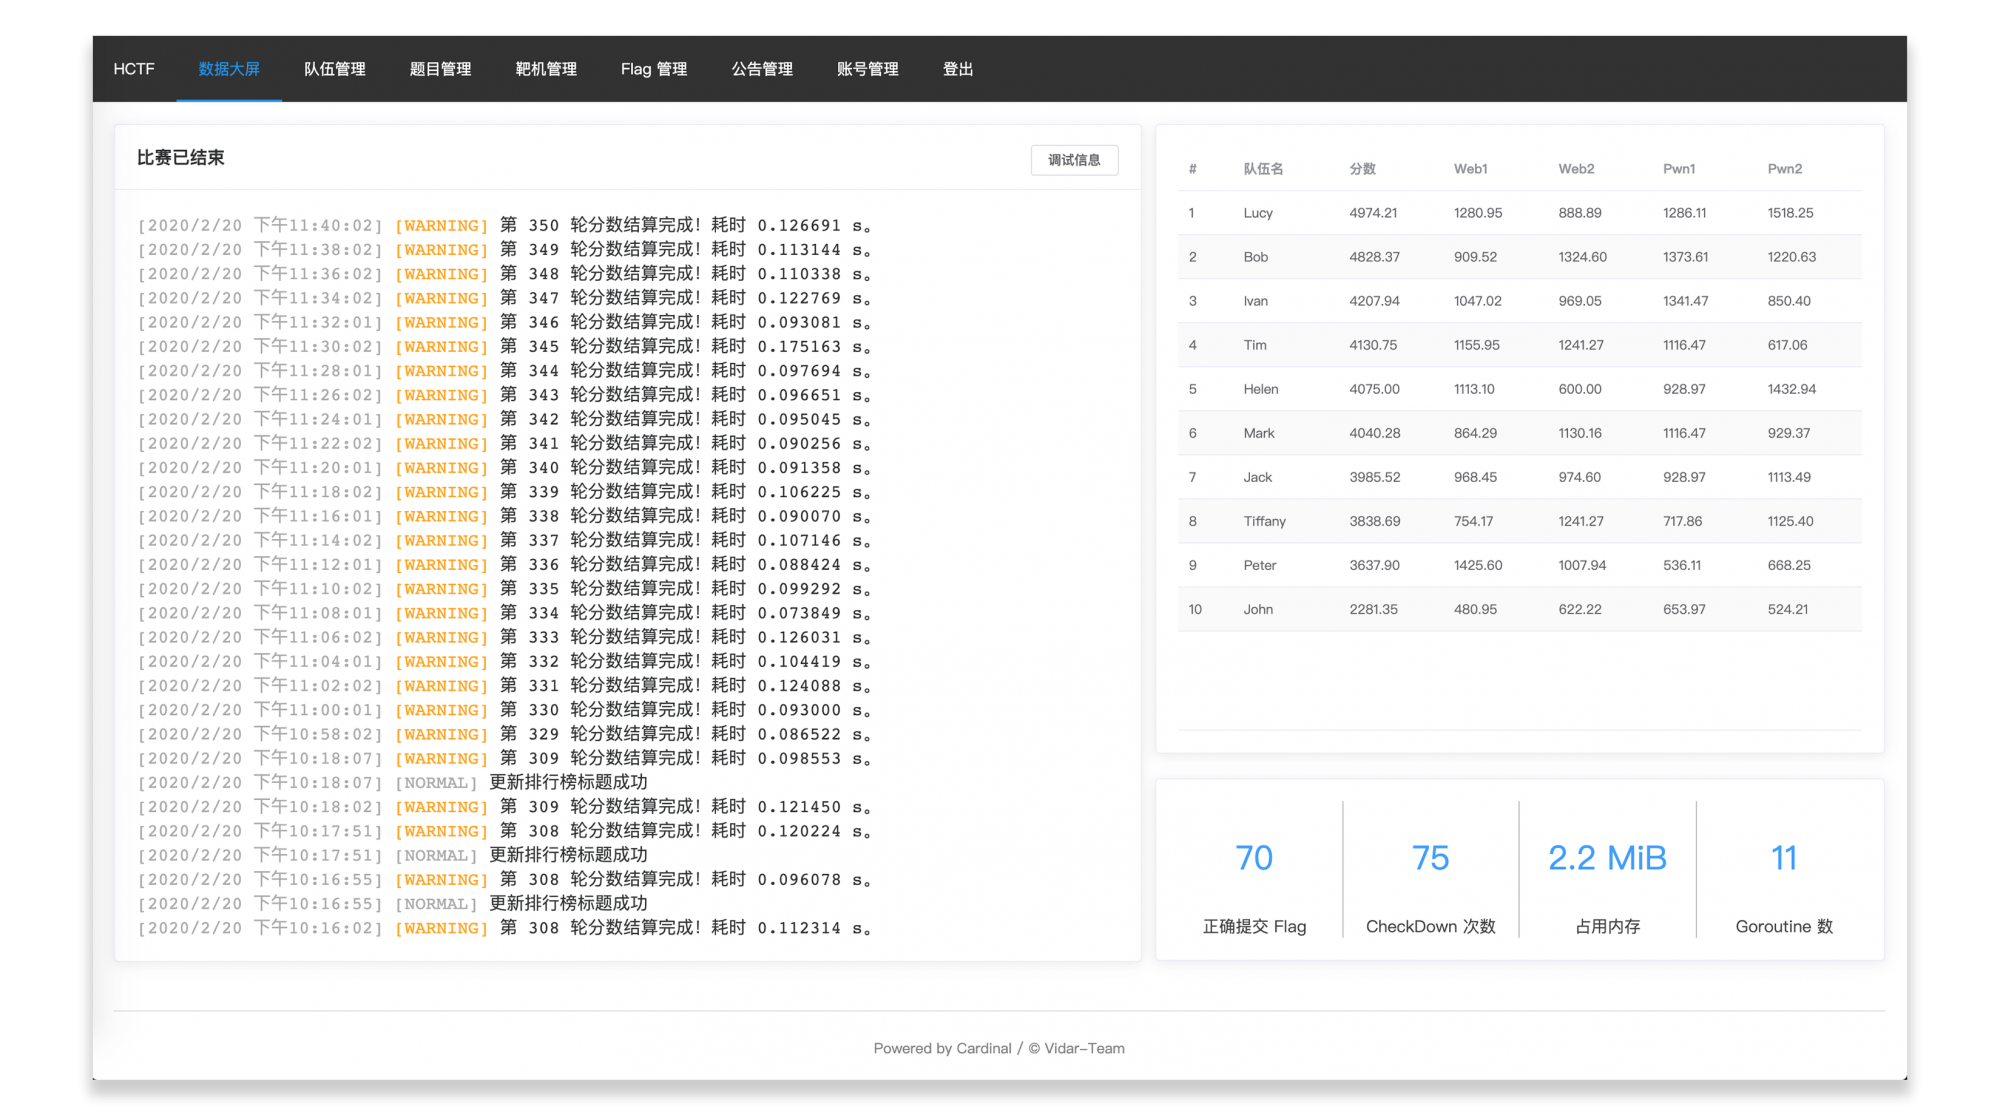 HCTF 数据大屏 队伍管理 题目管理 靶机管理 Flag 管理 公告管理 账号管理 登出
比赛已结束 调试信息
[2020/2/20 下午11:40:02] [WARNING] 第 350 轮分数结算完成！耗时 0.126691 s。
[2020/2/20 下午11:38:02] [WARNING] 第 349 轮分数结算完成！耗时 0.113144 s。
[2020/2/20 下午11:36:02] [WARNING] 第 348 轮分数结算完成！耗时 0.110338 s。
[2020/2/20 下午11:34:02] [WARNING] 第 347 轮分数结算完成！耗时 0.122769 s。
[2020/2/20 下午11:32:01] [WARNING] 第 346 轮分数结算完成！耗时 0.093081 s。
[2020/2/20 下午11:30:02] [WARNING] 第 345 轮分数结算完成！耗时 0.175163 s。
[2020/2/20 下午11:28:01] [WARNING] 第 344 轮分数结算完成！耗时 0.097694 s。
[2020/2/20 下午11:26:02] [WARNING] 第 343 轮分数结算完成！耗时 0.096651 s。
[2020/2/20 下午11:24:01] [WARNING] 第 342 轮分数结算完成！耗时 0.095045 s。
[2020/2/20 下午11:22:02] [WARNING] 第 341 轮分数结算完成！耗时 0.090256 s。
[2020/2/20 下午11:20:01] [WARNING] 第 340 轮分数结算完成！耗时 0.091358 s。
[2020/2/20 下午11:18:02] [WARNING] 第 339 轮分数结算完成！耗时 0.106225 s。
[2020/2/20 下午11:16:01] [WARNING] 第 338 轮分数结算完成！耗时 0.090070 s。
[2020/2/20 下午11:14:02] [WARNING] 第 337 轮分数结算完成！耗时 0.107146 s。
[2020/2/20 下午11:12:01] [WARNING] 第 336 轮分数结算完成！耗时 0.088424 s。
[2020/2/20 下午11:10:02] [WARNING] 第 335 轮分数结算完成！耗时 0.099292 s。
[2020/2/20 下午11:08:01] [WARNING] 第 334 轮分数结算完成！耗时 0.073849 s。
[2020/2/20 下午11:06:02] [WARNING] 第 333 轮分数结算完成！耗时 0.126031 s。
[2020/2/20 下午11:04:01] [WARNING] 第 332 轮分数结算完成！耗时 0.104419 s。
[2020/2/20 下午11:02:02] [WARNING] 第 331 轮分数结算完成！耗时 0.124088 s。
[2020/2/20 下午11:00:01] [WARNING] 第 330 轮分数结算完成！耗时 0.093000 s。
[2020/2/20 下午10:58:02] [WARNING] 第 329 轮分数结算完成！耗时 0.086522 s。
[2020/2/20 下午10:18:07] [WARNING] 第 309 轮分数结算完成！耗时 0.098553 s。
[2020/2/20 下午10:18:07] [NORMAL] 更新排行榜标题成功
[2020/2/20 下午10:18:02] [WARNING] 第 309 轮分数结算完成！耗时 0.121450 s。
[2020/2/20 下午10:17:51] [WARNING] 第 308 轮分数结算完成！耗时 0.120224 s。
[2020/2/20 下午10:17:51] [NORMAL] 更新排行榜标题成功
[2020/2/20 下午10:16:55] [WARNING] 第 308 轮分数结算完成！耗时 0.096078 s。
[2020/2/20 下午10:16:55] [NORMAL] 更新排行榜标题成功
[2020/2/20 下午10:16:02] [WARNING] 第 308 轮分数结算完成！耗时 0.112314 s。
# 队伍名 分数 Web1 Web2 Pwn1 Pwn2
1 Lucy 4974.21 1280.95 888.89 1286.11 1518.25
2 Bob 4828.37 909.52 1324.60 1373.61 1220.63
3 Ivan 4207.94 1047.02 969.05 1341.47 850.40
4 Tim 4130.75 1155.95 1241.27 1116.47 617.06
5 Helen 4075.00 1113.10 600.00 928.97 1432.94
6 Mark 4040.28 864.29 1130.16 1116.47 929.37
7 Jack 3985.52 968.45 974.60 928.97 1113.49
8 Tiffany 3838.69 754.17 1241.27 717.86 1125.40
9 Peter 3637.90 1425.60 1007.94 536.11 668.25
10 John 2281.35 480.95 622.22 653.97 524.21
70 75 2.2 MiB 11
正确提交 Flag CheckDown 次数 占用内存 Goroutine 数
Powered by Cardinal / © Vidar-Team